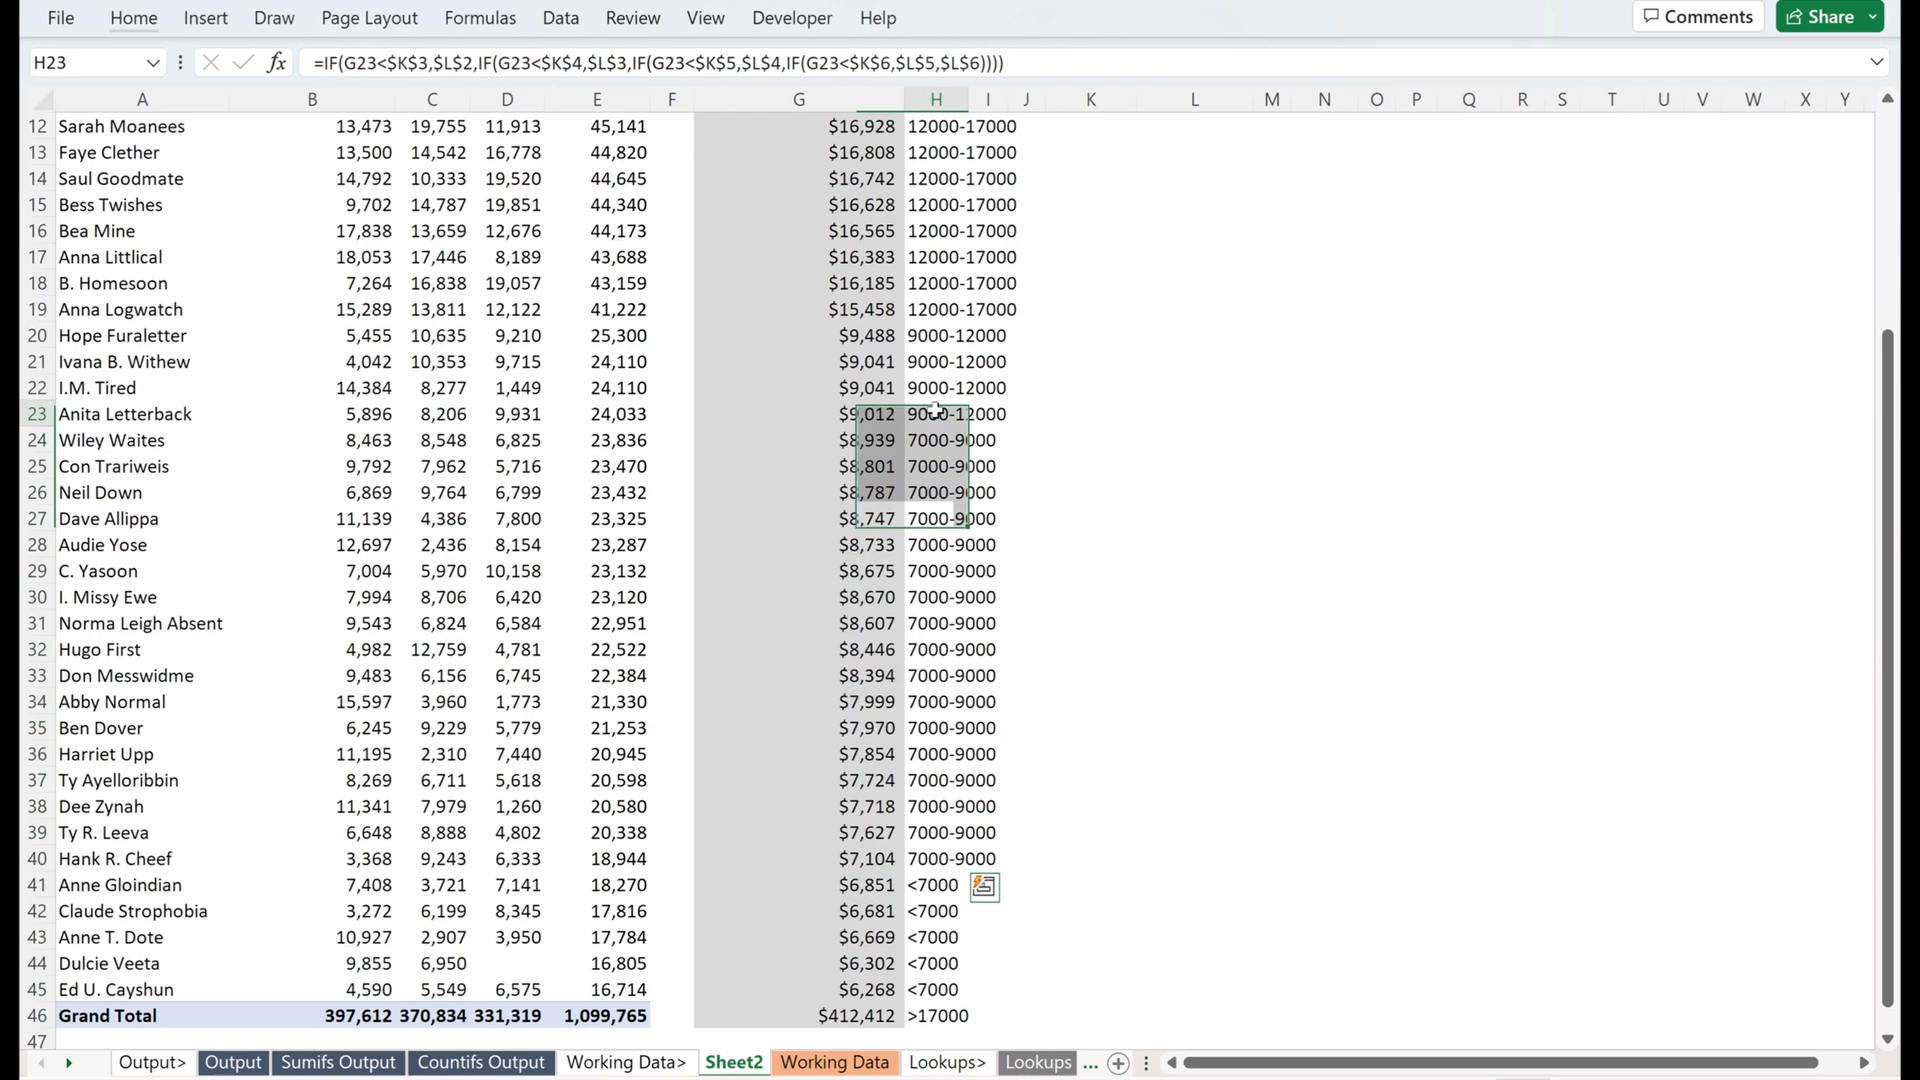 File Home Insert Draw Page Layout Formulas Data Review View Developer Help Comments Share
H23 fx =IF(G23<$K$3,$L$2,IF(G23<$K$4,$L$3,IF(G23<$K$5,$L$4,IF(G23<$K$6,$L$5,$L$6))))
A B C D E F G H I J K L M N O P Q R S T U V W X Y
12 Sarah Moanees 13,473 19,755 11,913 45,141 $16,928 12000-17000
13 Faye Clether 13,500 14,542 16,778 44,820 $16,808 12000-17000
14 Saul Goodmate 14,792 10,333 19,520 44,645 $16,742 12000-17000
15 Bess Twishes 9,702 14,787 19,851 44,340 $16,628 12000-17000
16 Bea Mine 17,838 13,659 12,676 44,173 $16,565 12000-17000
17 Anna Littlical 18,053 17,446 8,189 43,688 $16,383 12000-17000
18 B. Homesoon 7,264 16,838 19,057 43,159 $16,185 12000-17000
19 Anna Logwatch 15,289 13,811 12,122 41,222 $15,458 12000-17000
20 Hope Furaletter 5,455 10,635 9,210 25,300 $9,488 9000-12000
21 Ivana B. Withew 4,042 10,353 9,715 24,110 $9,041 9000-12000
22 I.M. Tired 14,384 8,277 1,449 24,110 $9,041 9000-12000
23 Anita Letterback 5,896 8,206 9,931 24,033 $9,012 9000-12000
24 Wiley Waites 8,463 8,548 6,825 23,836 $8,939 7000-9000
25 Con Trariweis 9,792 7,962 5,716 23,470 $8,801 7000-9000
26 Neil Down 6,869 9,764 6,799 23,432 $8,787 7000-9000
27 Dave Allippa 11,139 4,386 7,800 23,325 $8,747 7000-9000
28 Audie Yose 12,697 2,436 8,154 23,287 $8,733 7000-9000
29 C. Yasoon 7,004 5,970 10,158 23,132 $8,675 7000-9000
30 I. Missy Ewe 7,994 8,706 6,420 23,120 $8,670 7000-9000
31 Norma Leigh Absent 9,543 6,824 6,584 22,951 $8,607 7000-9000
32 Hugo First 4,982 12,759 4,781 22,522 $8,446 7000-9000
33 Don Messwidme 9,483 6,156 6,745 22,384 $8,394 7000-9000
34 Abby Normal 15,597 3,960 1,773 21,330 $7,999 7000-9000
35 Ben Dover 6,245 9,229 5,779 21,253 $7,970 7000-9000
36 Harriet Upp 11,195 2,310 7,440 20,945 $7,854 7000-9000
37 Ty Ayelloribbin 8,269 6,711 5,618 20,598 $7,724 7000-9000
38 Dee Zynah 11,341 7,979 1,260 20,580 $7,718 7000-9000
39 Ty R. Leeva 6,648 8,888 4,802 20,338 $7,627 7000-9000
40 Hank R. Cheef 3,368 9,243 6,333 18,944 $7,104 7000-9000
41 Anne Gloindian 7,408 3,721 7,141 18,270 $6,851 <7000
42 Claude Strophobia 3,272 6,199 8,345 17,816 $6,681 <7000
43 Anne T. Dote 10,927 2,907 3,950 17,784 $6,669 <7000
44 Dulcie Veeta 9,855 6,950 16,805 $6,302 <7000
45 Ed U. Cayshun 4,590 5,549 6,575 16,714 $6,268 <7000
46 Grand Total 397,612 370,834 331,319 1,099,765 $412,412 >17000
47
Output> Output Sumifs Output Countifs Output Working Data> Sheet2 Working Data Lookups> Lookups ...